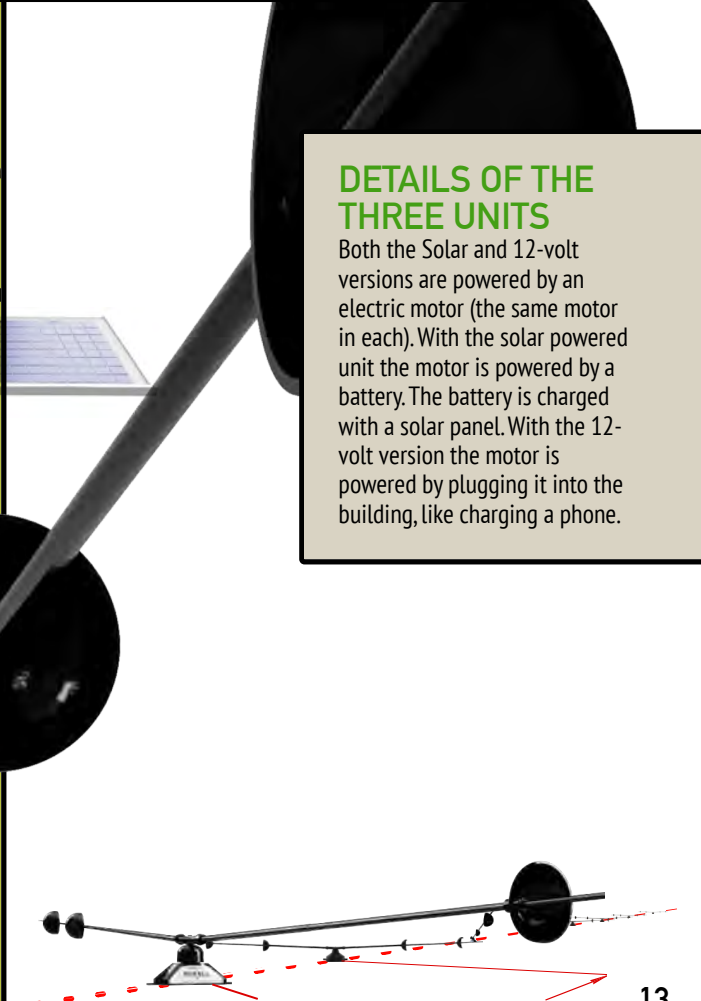 DETAILS OF THE
THREE UNITS
Both the Solar and 12-volt
versions are powered by an
electric motor (the same motor
in each). With the solar powered
unit the motor is powered by a
battery. The battery is charged
with a solar panel. With the 12-
volt version the motor is
powered by plugging it into the
building, like charging a phone.
13